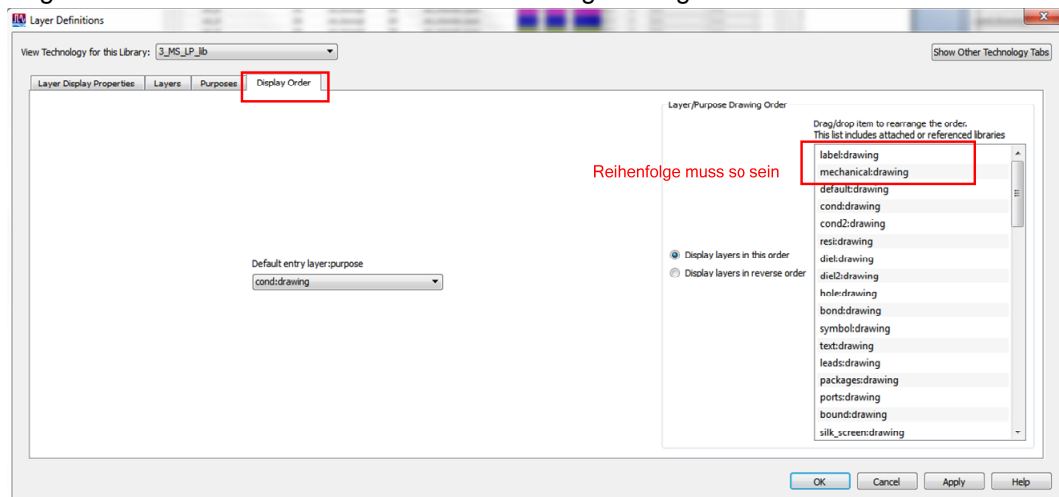 Layer Definitions
View Technology for this Library: 3_MS_LP_lib
Show Other Technology Tabs
Layer Display Properties Layers Purposes Display Order
Layer/Purpose Drawing Order
Drag/drop item to rearrange the order.
This list includes attached or referenced libraries
label:drawing
mechanical:drawing
Reihenfolge muss so sein
default:drawing
cond:drawing
cond2:drawing
resi:drawing
Display layers in this order
diel:drawing
Default entry layer:purpose
Display layers in reverse order
diel2:drawing
cond:drawing
hole:drawing
bond:drawing
symbol:drawing
text:drawing
leads:drawing
packages:drawing
ports:drawing
bound:drawing
silk_screen:drawing
OK Cancel Apply Help